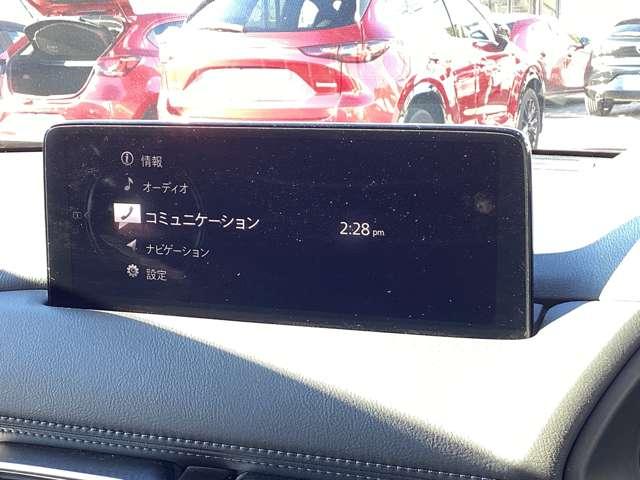 情報
オーディオ
コミュニケーション
2:28 pm
ナビゲーション
設定